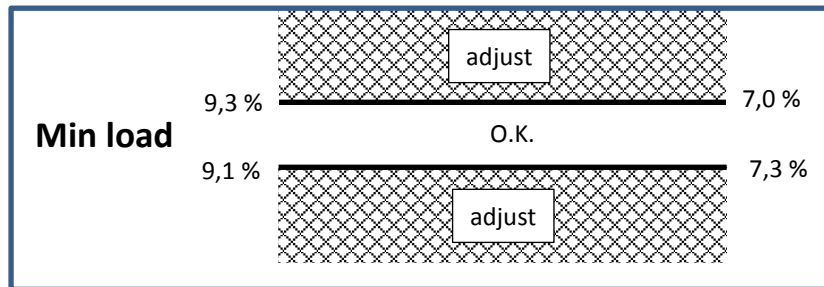 adjust
9,3 %
7,0 %
O.K.
Min load
9,1 %
7,3 %
adjust